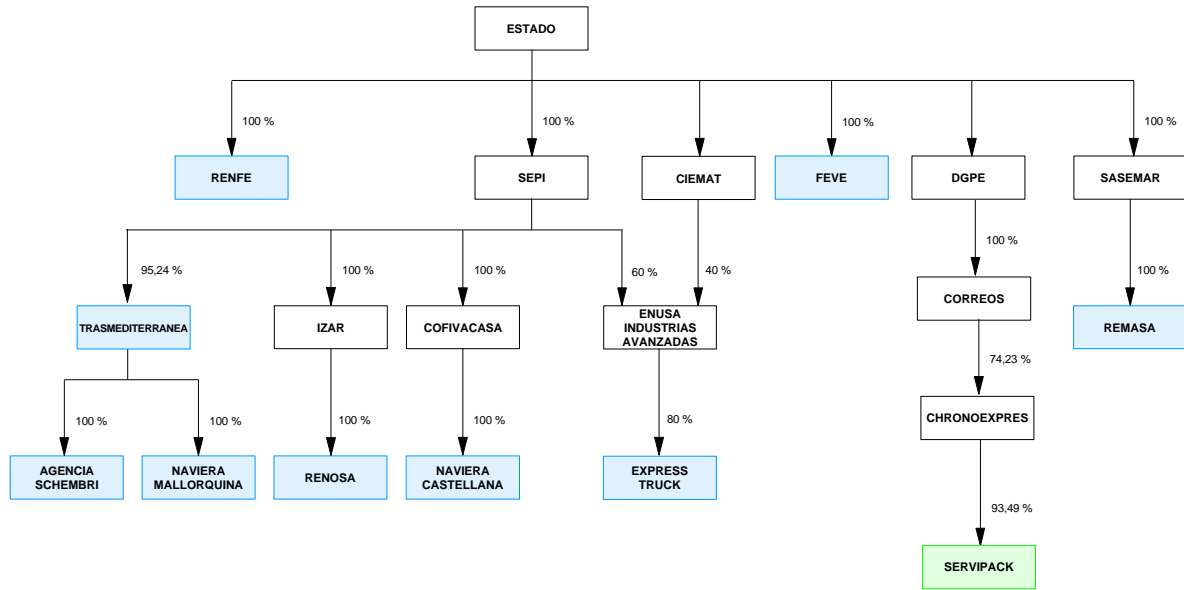 ESTADO
100 %
100 %
100 %
100 %
RENFE
SEPI
CIEMAT
FEVE
DGPE
SASEMAR
95,24 %
100 %
100 %
60 %
40 %
100 %
100 %
TRASMEDITERRANEA
IZAR
COFIVACASA
ENUSA
INDUSTRIAS
AVANZADAS
CORREOS
REMASA
74,23 %
CHRONOEXPRES
100 %
100 %
100 %
100 %
80 %
AGENCIA
SCHEMBRI
NAVIERA
MALLORQUINA
RENOSA
NAVIERA
CASTELLANA
EXPRESS
TRUCK
93,49 %
SERVIPACK